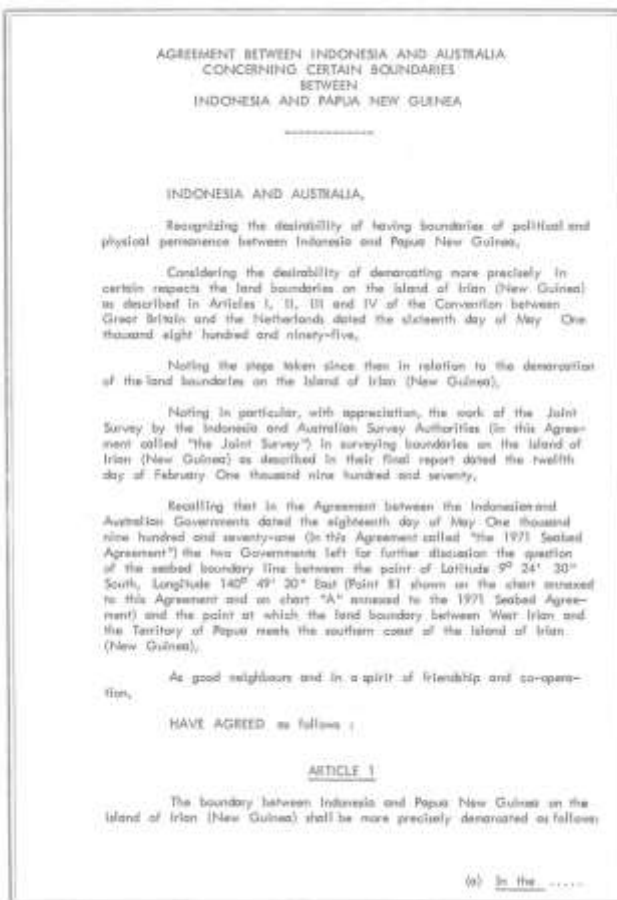 AGREEMENT BETWEEN INDONESIA AND AUSTRALIA
CONCERNING CERTAIN BOUNDARIES
BETWEEN
INDONESIA AND PAPUA NEW GUINEA
INDONESIA AND AUSTRALIA,
Recognizing the desirability of having boundaries of political and
physical permanence between Indonesia and Papua New Guinea,
Considering the desirability of demarcating more precisely in
certain respects the land boundaries on the island of Irian (New Guinea)
as described in Articles I, II, III and IV of the Convention between
Great Britain and the Netherlands dated the sixteenth day of May One
thousand eight hundred and ninety-five,
Noting the steps taken since then in relation to the demarcation
of the land boundaries on the island of Irian (New Guinea),
Noting in particular, with appreciation, the work of the Joint
Survey by the Indonesia and Australian Survey Authorities (in this Agree-
ment called "the Joint Survey") in surveying boundaries on the island of
Irian (New Guinea) as described in their final report dated the twelfth
day of February One thousand nine hundred and seventy,
Recalling that in the Agreement between the Indonesian and
Australian Governments dated the eighteenth day of May One thousand
nine hundred and seventy-one (in this Agreement called "the 1971 Seabed
Agreement") the two Governments left for further discussion the question
of the seabed boundary line between the point of Latitude 9° 24' 30"
South, Longitude 140° 49' 30" East (Point B1 shown on the chart annexed
to this Agreement and on chart "A" annexed to the 1971 Seabed Agree-
ment) and the point at which the land boundary between West Irian and
the Territory of Papua meets the southern coast of the Island of Irian
(New Guinea),
As good neighbours and in a spirit of friendship and co-opera-
tion,
HAVE AGREED as follows :
ARTICLE 1
The boundary between Indonesia and Papua New Guinea on the
island of Irian (New Guinea) shall be more precisely demarcated as follows:
(a) In the .....